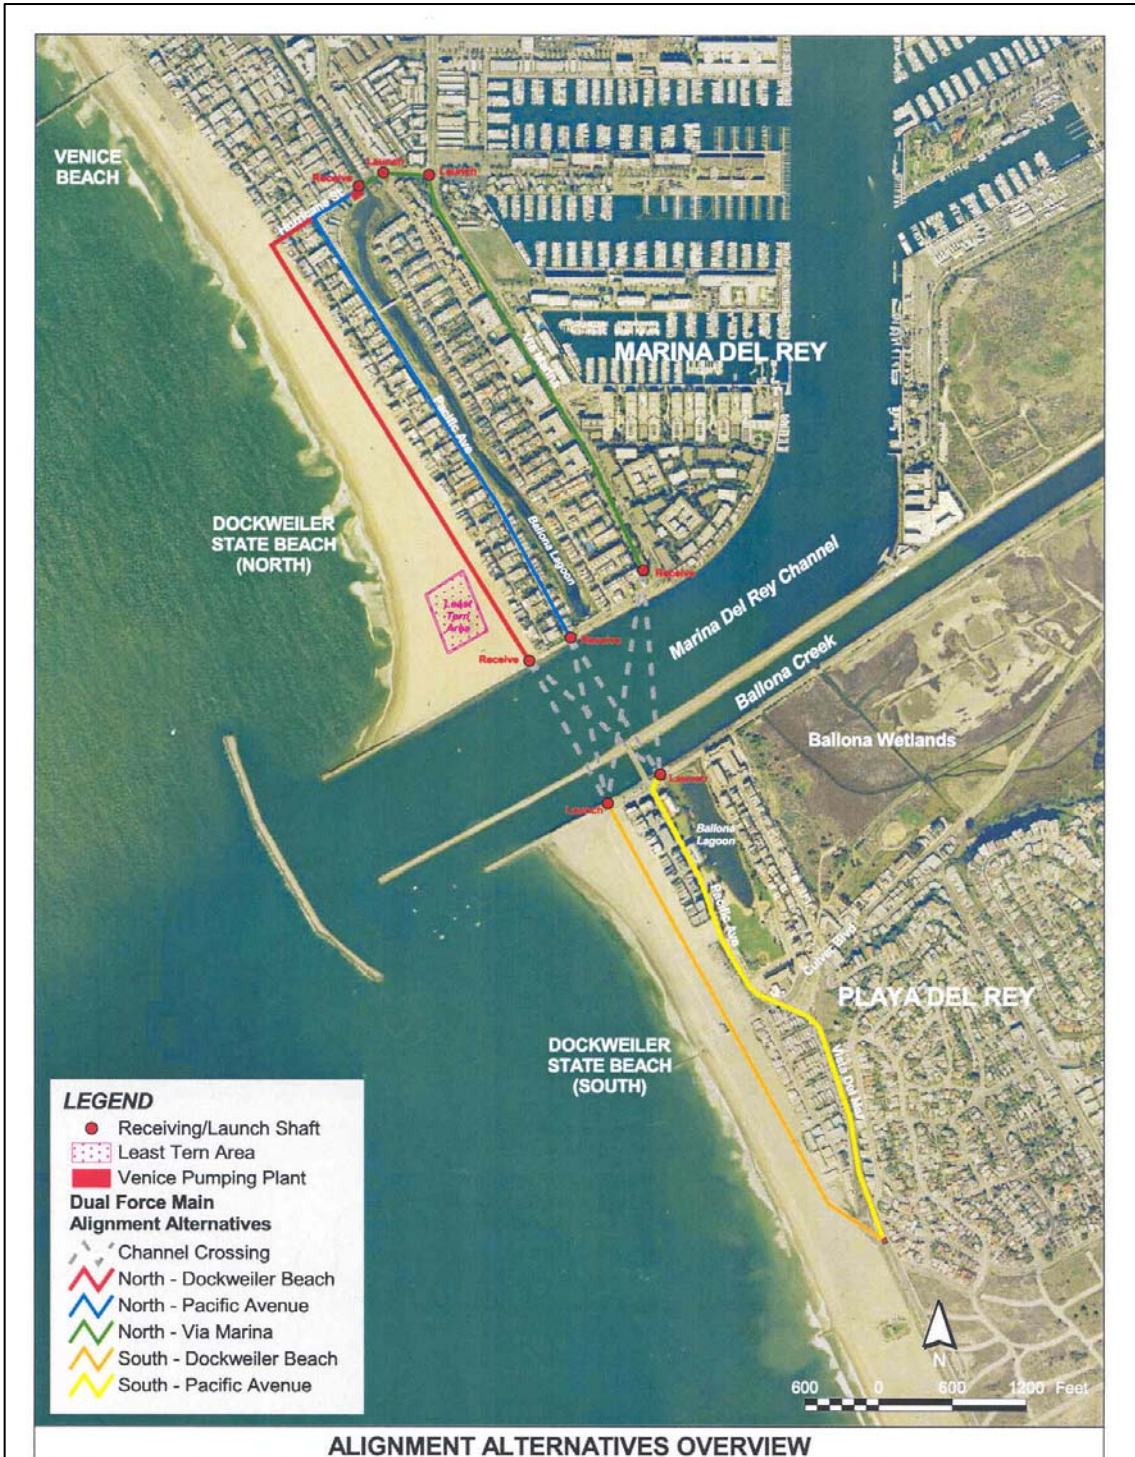 VENICE
BEACH
Launch
Launch
Receive
Hurricane St
MARINA DEL REY
Via Marina
Pacific Ave
DOCKWEILER
STATE BEACH
(NORTH)
Ballona Lagoon
Least
Tern
Area
Receive
Receive
Receive
Marina Del Rey Channel
Ballona Creek
Ballona Wetlands
Launch
Launch
Ballona
Lagoon
Pacific Ave
Culver Blvd
PLAYA DEL REY
Vista Del Mar
DOCKWEILER
STATE BEACH
(SOUTH)
LEGEND
Receiving/Launch Shaft
Least Tern Area
Venice Pumping Plant
Dual Force Main
Alignment Alternatives
Channel Crossing
North - Dockweiler Beach
North - Pacific Avenue
North - Via Marina
South - Dockweiler Beach
South - Pacific Avenue
N
600 0 600 1200 Feet
ALIGNMENT ALTERNATIVES OVERVIEW